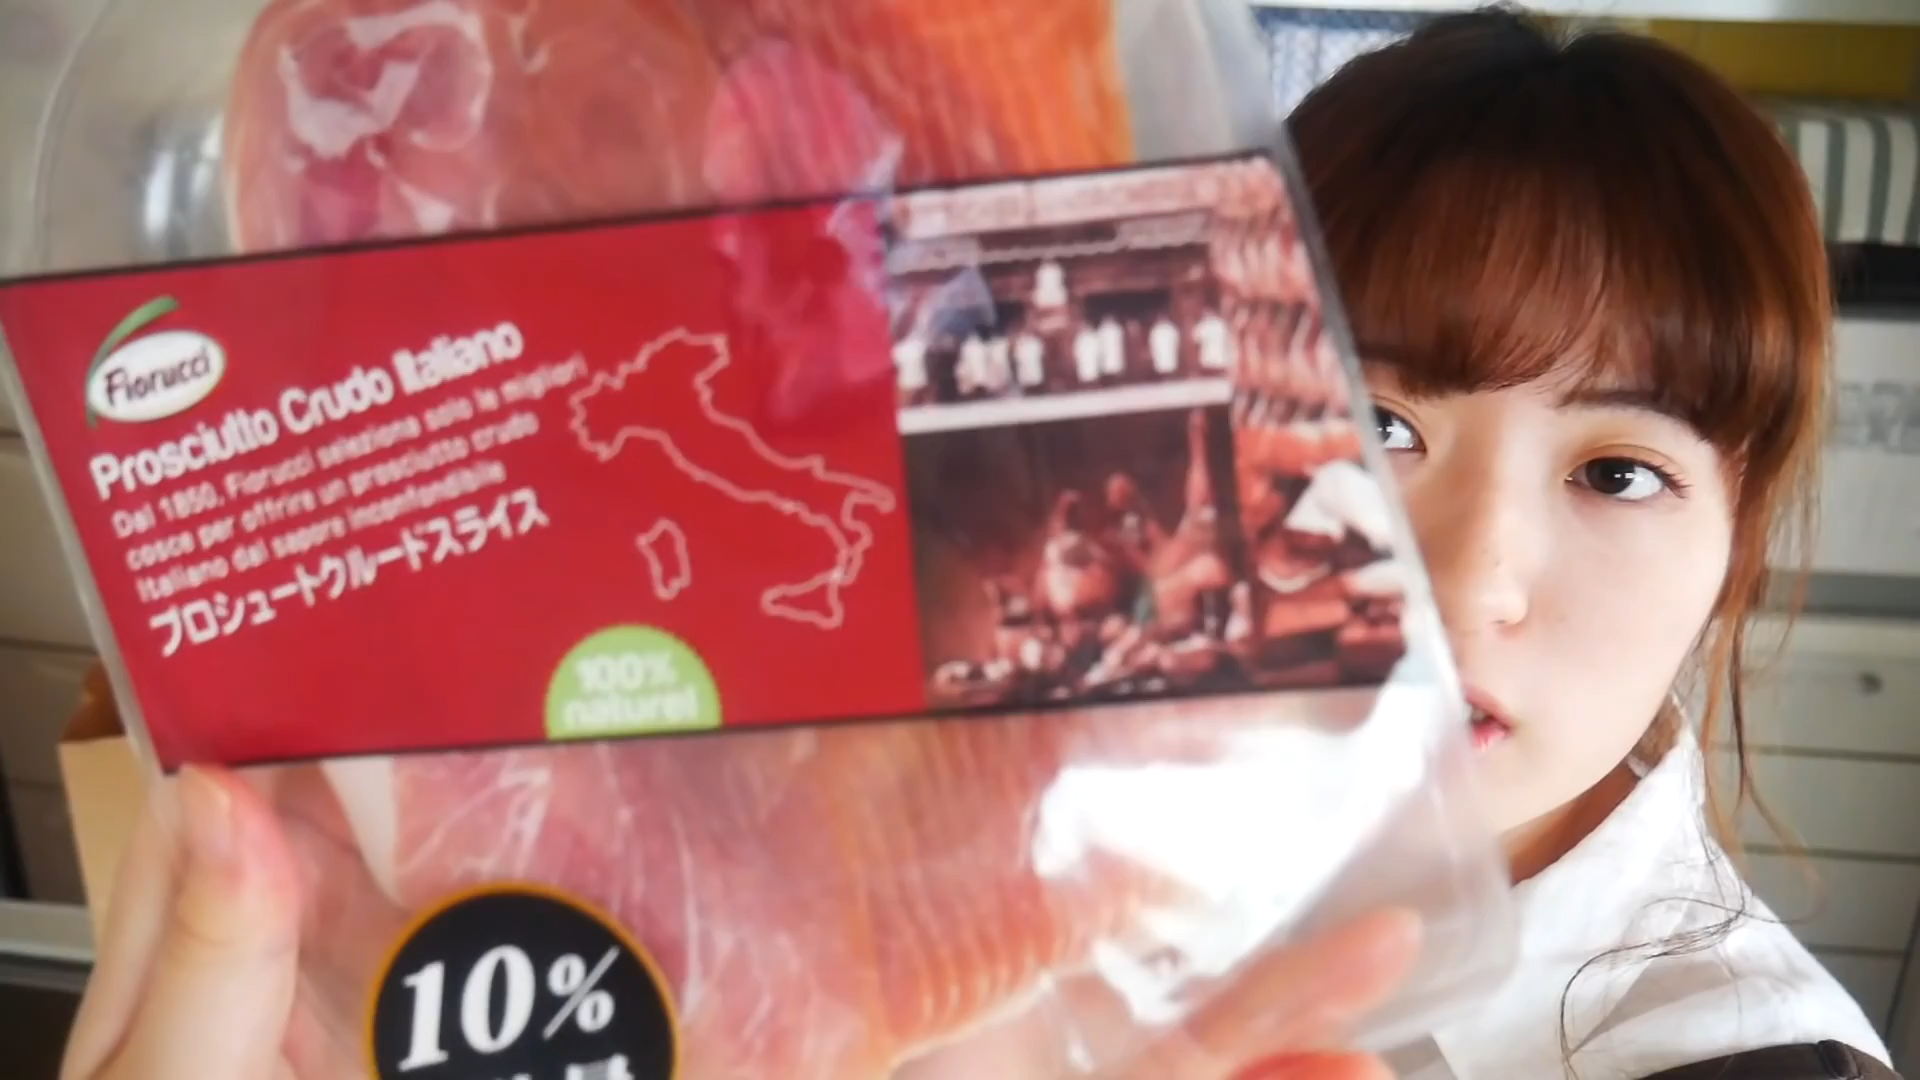 Fiorucci
Prosciutto Crudo Italiano
Dal 1850, Fiorucci seleziona solo le migliori
cosce per offrire un prosciutto crudo
Italiano dal sapore inconfondibile
プロシュートクルードスライス
100%
naturel
10%